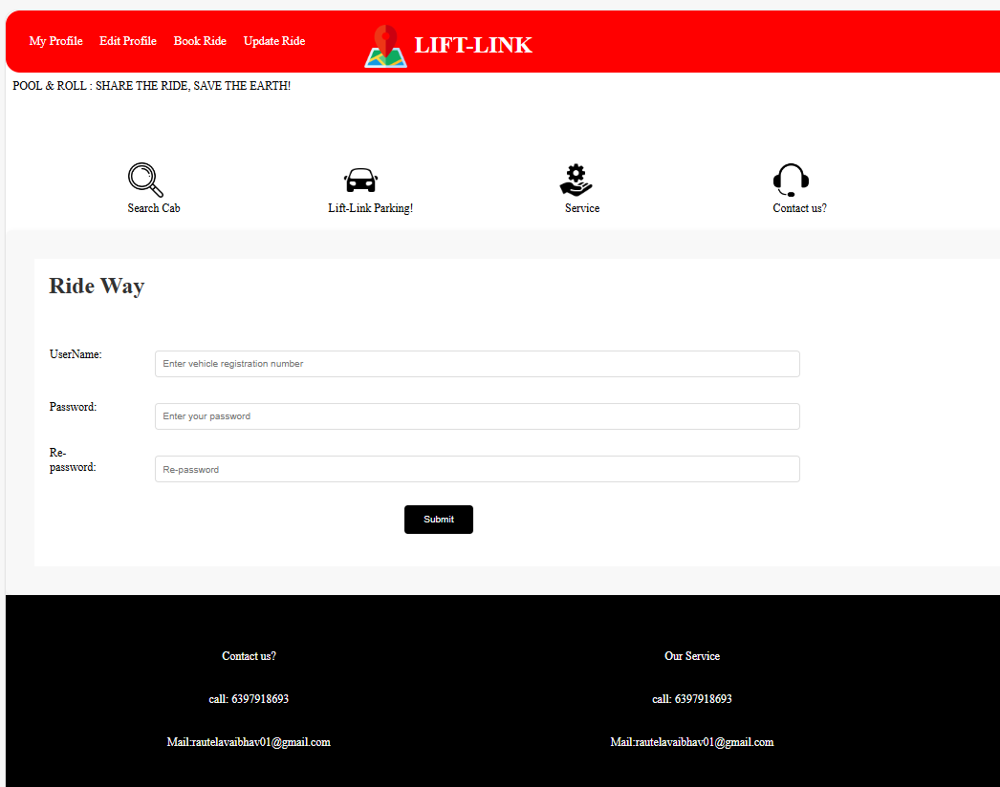 My Profile Edit Profile Book Ride Update Ride LIFT-LINK
POOL & ROLL : SHARE THE RIDE, SAVE THE EARTH!
Search Cab Lift-Link Parking! Service Contact us?
Ride Way
UserName: Enter vehicle registration number
Password: Enter your password
Re-
password: Re-password
Submit
Contact us? Our Service
call: 6397918693 call: 6397918693
Mail:rautelavaibhav01@gmail.com Mail:rautelavaibhav01@gmail.com